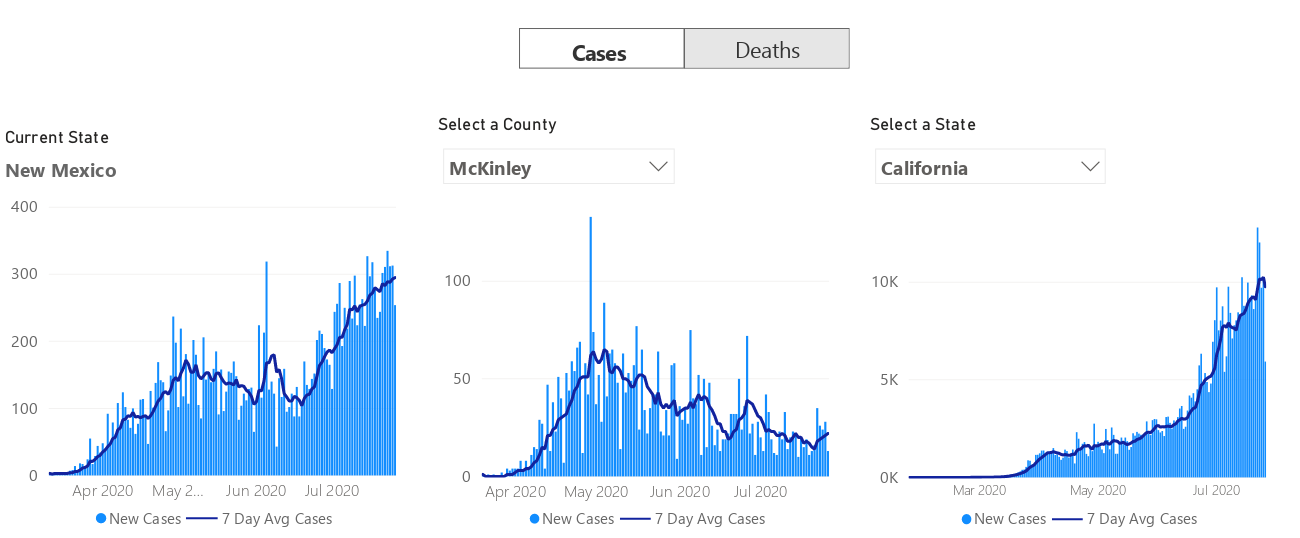 Cases
Deaths
Current State
New Mexico
400
300
200
100
0
Apr 2020
May 2...
Jun 2020
Jul 2020
New Cases
7 Day Avg Cases
Select a County
McKinley
100
50
0
Apr 2020
May 2020
Jun 2020
Jul 2020
New Cases
7 Day Avg Cases
Select a State
California
10K
5K
0K
Mar 2020
May 2020
Jul 2020
New Cases
7 Day Avg Cases